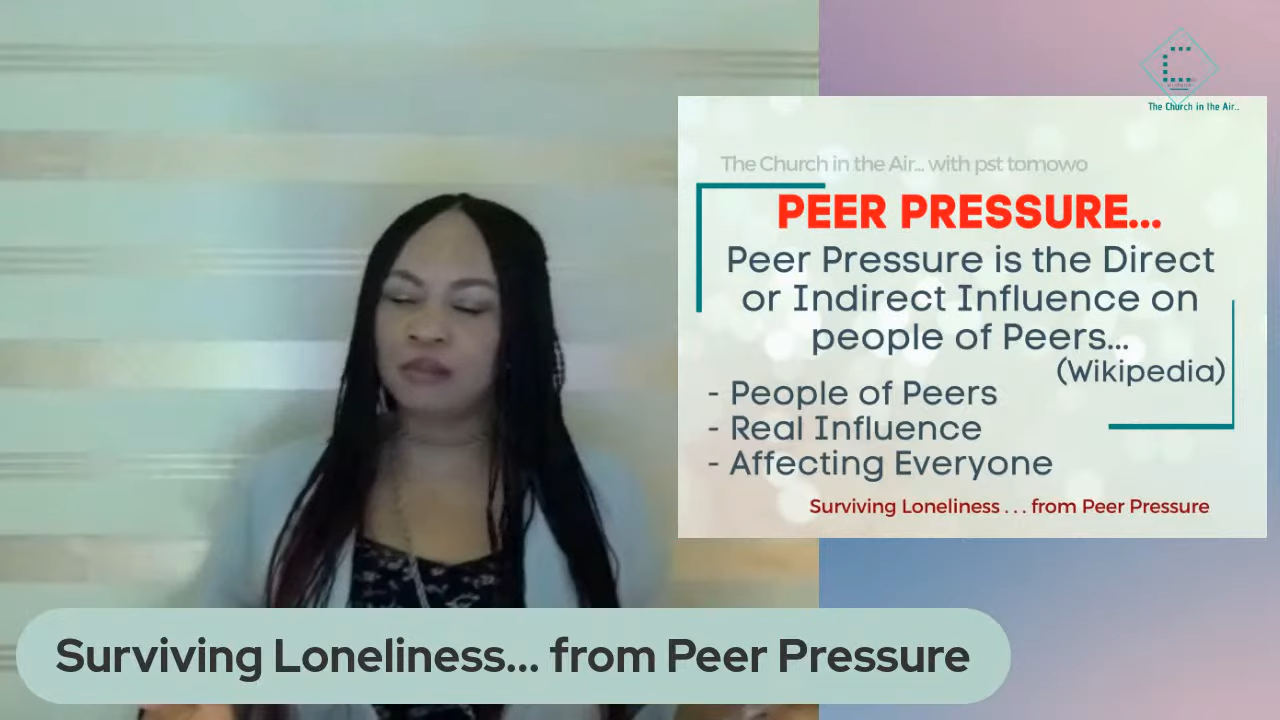 The Church in the Air..
The Church in the Air... with pst tomowo
PEER PRESSURE...
Peer Pressure is the Direct
or Indirect Influence on
people of Peers...
(Wikipedia)
- People of Peers
- Real Influence
- Affecting Everyone
Surviving Loneliness . . . from Peer Pressure
Surviving Loneliness... from Peer Pressure